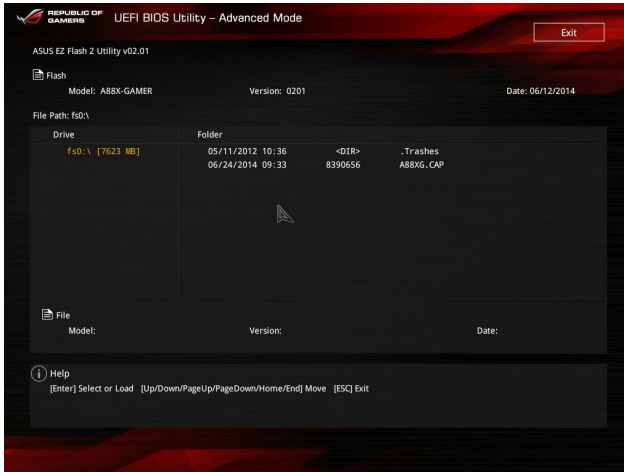 REPUBLIC OF
GAMERS
UEFI BIOS Utility – Advanced Mode
Exit
ASUS EZ Flash 2 Utility v02.01
Flash
Model: A88X-GAMER Version: 0201 Date: 06/12/2014
File Path: fs0:\
Drive Folder
fs0:\ [7623 MB] 05/11/2012 10:36 <DIR> .Trashes
06/24/2014 09:33 8390656 A88XG.CAP
File
Model: Version: Date:
Help
[Enter] Select or Load [Up/Down/PageUp/PageDown/Home/End] Move [ESC] Exit